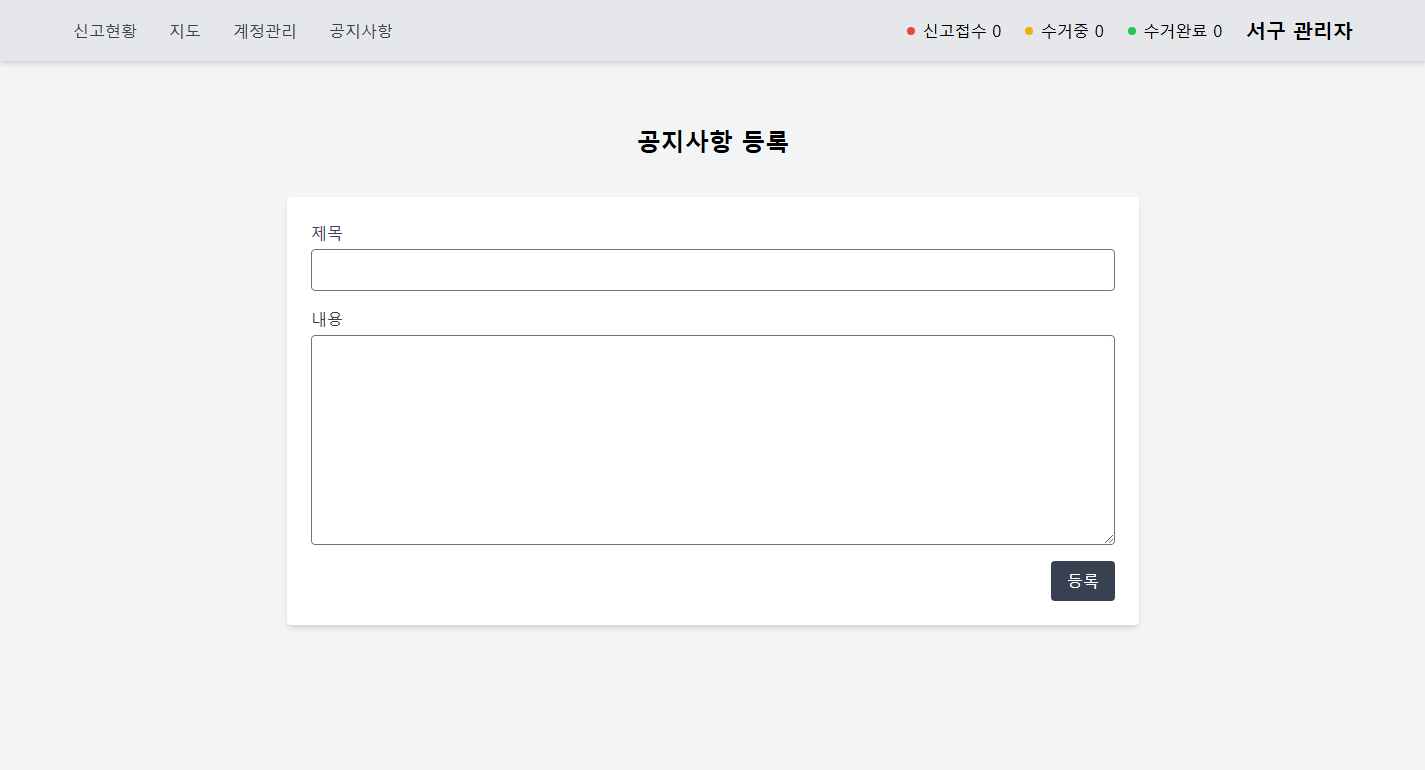 신고현황 지도 계정관리 공지사항 신고접수 0 수거중 0 수거완료 0 서구 관리자
공지사항 등록
제목
내용
등록